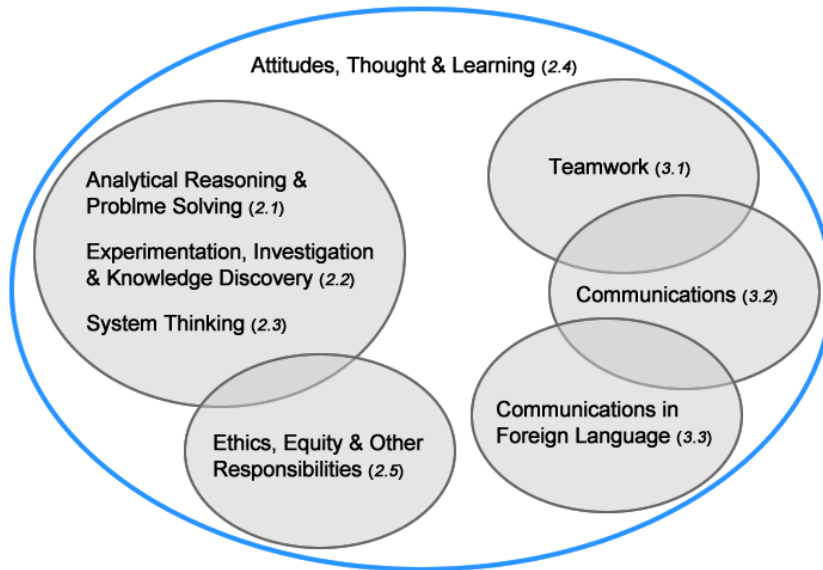 Attitudes, Thought & Learning (2.4)
Analytical Reasoning &
Problme Solving (2.1)
Experimentation, Investigation
& Knowledge Discovery (2.2)
System Thinking (2.3)
Ethics, Equity & Other
Responsibilities (2.5)
Teamwork (3.1)
Communications (3.2)
Communications in
Foreign Language (3.3)